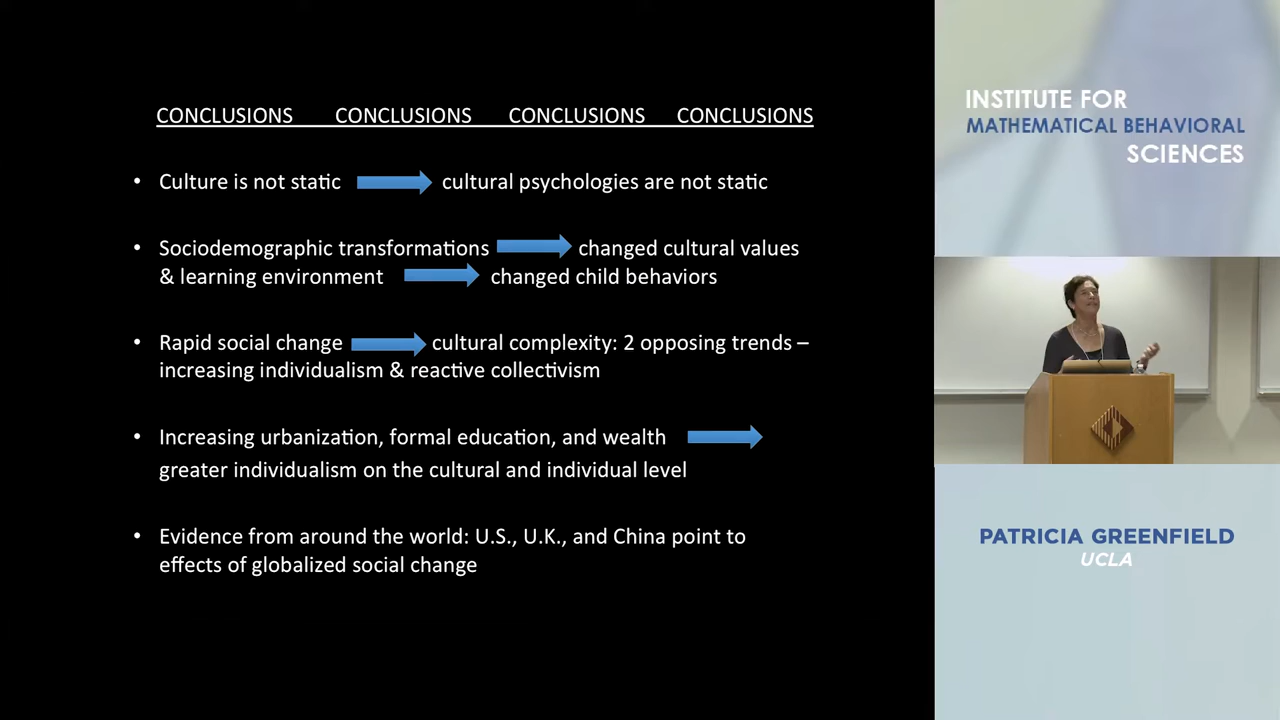 CONCLUSIONS CONCLUSIONS CONCLUSIONS CONCLUSIONS
• Culture is not static cultural psychologies are not static
• Sociodemographic transformations changed cultural values
& learning environment changed child behaviors
• Rapid social change cultural complexity: 2 opposing trends –
increasing individualism & reactive collectivism
• Increasing urbanization, formal education, and wealth
greater individualism on the cultural and individual level
• Evidence from around the world: U.S., U.K., and China point to
effects of globalized social change
INSTITUTE FOR
MATHEMATICAL BEHAVIORAL
SCIENCES
PATRICIA GREENFIELD
UCLA